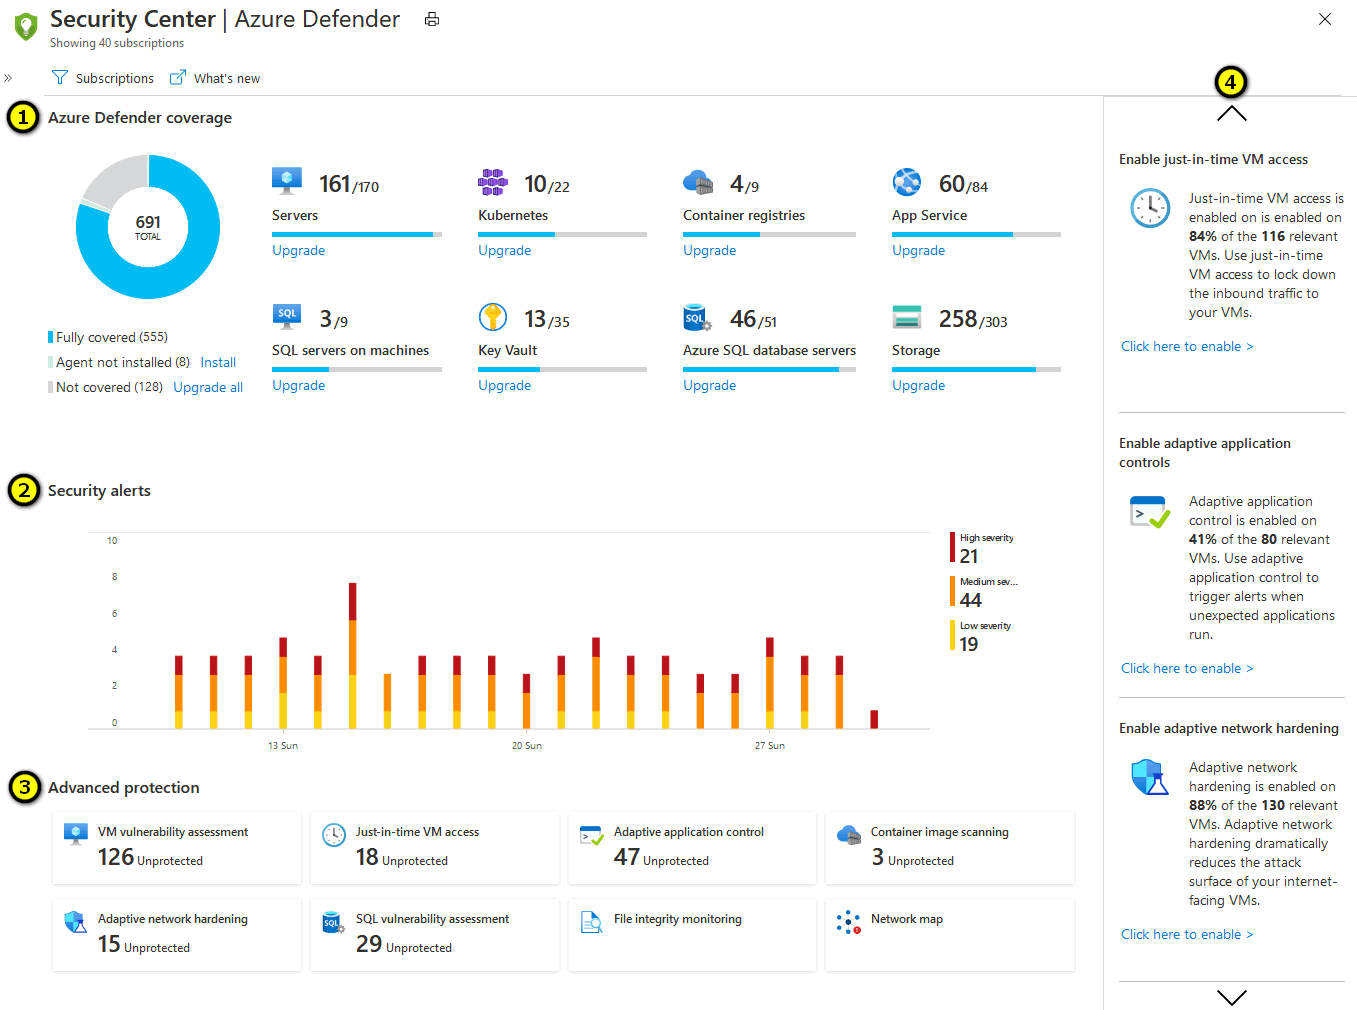 Security Center | Azure Defender
Showing 40 subscriptions
Subscriptions
What's new
1
Azure Defender coverage
691
TOTAL
Fully covered (555)
Agent not installed (8) Install
Not covered (128) Upgrade all
161/170
Servers
Upgrade
10/22
Kubernetes
Upgrade
4/9
Container registries
Upgrade
60/84
App Service
Upgrade
SQL
3/9
SQL servers on machines
Upgrade
13/35
Key Vault
Upgrade
SQL
46/51
Azure SQL database servers
Upgrade
258/303
Storage
Upgrade
2
Security alerts
10
8
6
4
2
0
13 Sun
20 Sun
27 Sun
High severity
21
Medium sev...
44
Low severity
19
3
Advanced protection
VM vulnerability assessment
126 Unprotected
Just-in-time VM access
18 Unprotected
Adaptive application control
47 Unprotected
Container image scanning
3 Unprotected
Adaptive network hardening
15 Unprotected
SQL
SQL vulnerability assessment
29 Unprotected
File integrity monitoring
Network map
4
Enable just-in-time VM access
Just-in-time VM access is
enabled on is enabled on
84% of the 116 relevant
VMs. Use just-in-time
VM access to lock down
the inbound traffic to
your VMs.
Click here to enable >
Enable adaptive application
controls
Adaptive application
control is enabled on
41% of the 80 relevant
VMs. Use adaptive
application control to
trigger alerts when
unexpected applications
run.
Click here to enable >
Enable adaptive network hardening
Adaptive network
hardening is enabled on
88% of the 130 relevant
VMs. Adaptive network
hardening dramatically
reduces the attack
surface of your internet-
facing VMs.
Click here to enable >